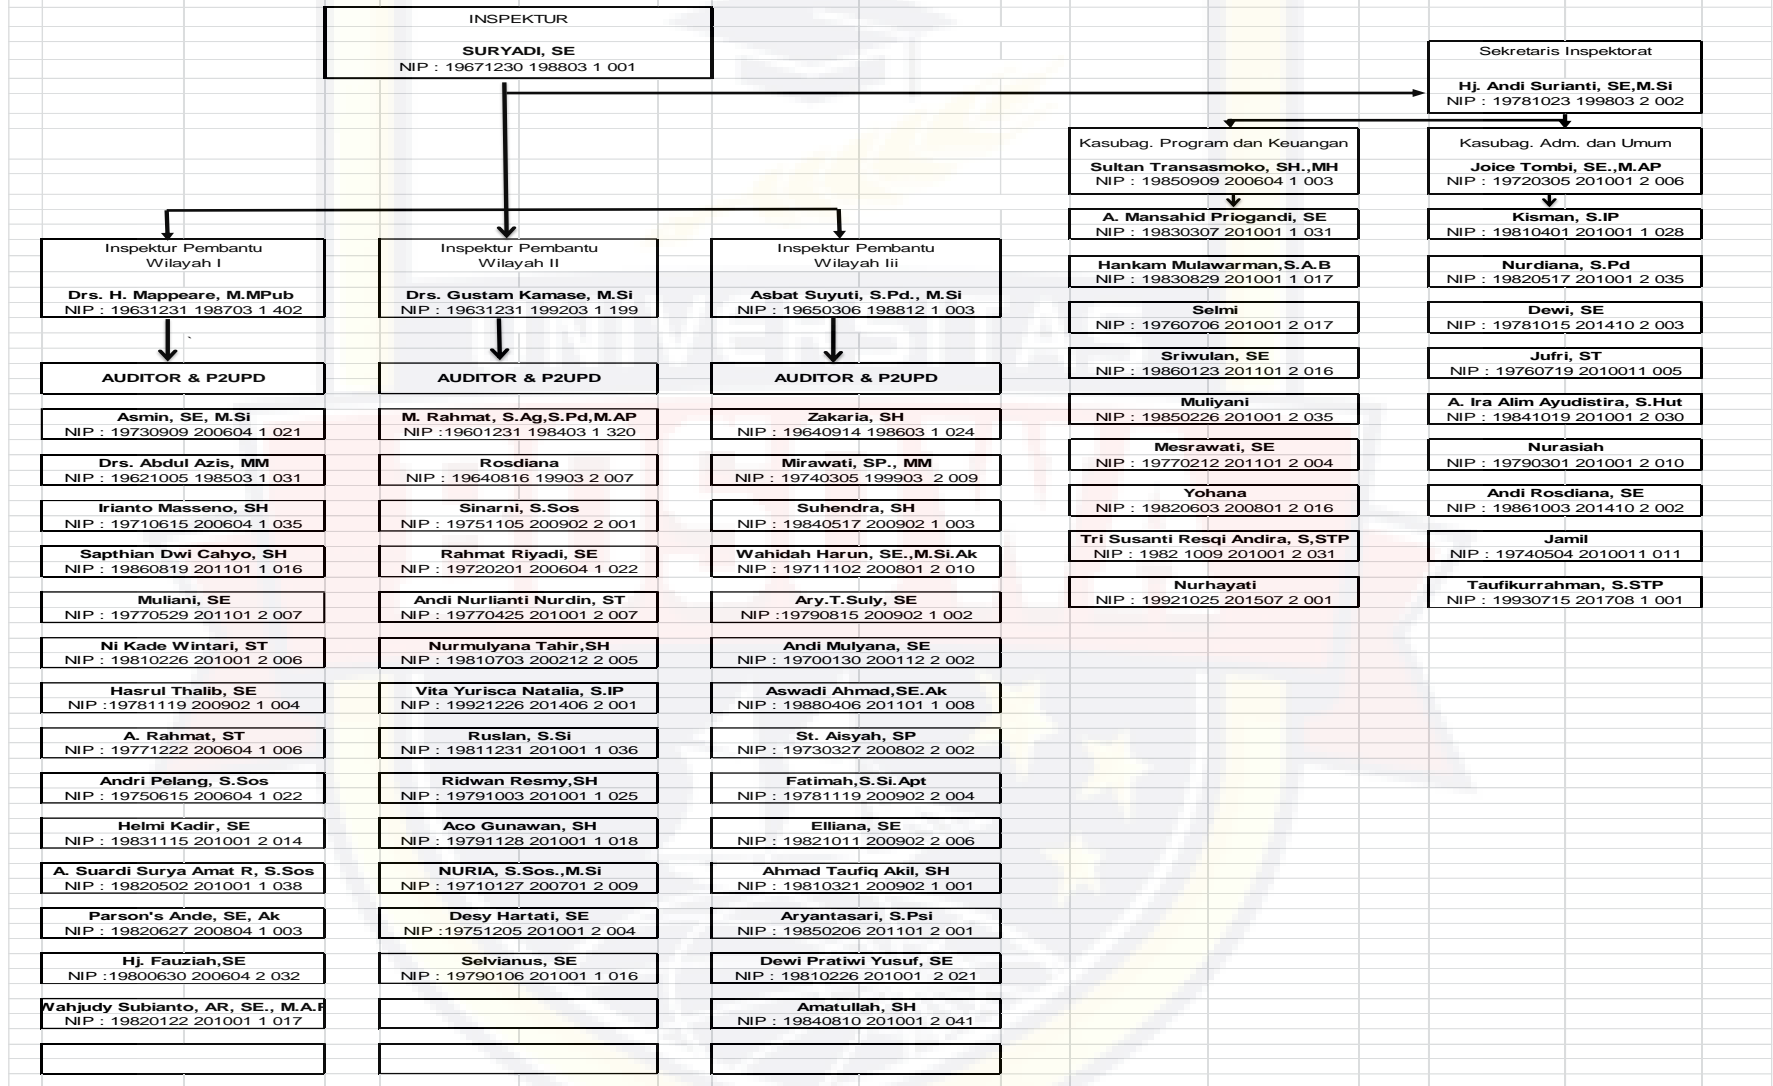 INSPEKTUR
SURYADI, SE
NIP : 19671230 198803 1 001
Sekretaris Inspektorat
Hj. Andi Surianti, SE,M.Si
NIP : 19781023 199803 2 002
Kasubag. Program dan Keuangan
Sultan Transasmoko, SH.,MH
NIP : 19850909 200604 1 003
A. Mansahid Priogandi, SE
NIP : 19830307 201001 1 031
Hankam Mulawarman,S.A.B
NIP : 19830829 201001 1 017
Selmi
NIP : 19760706 201001 2 017
Sriwulan, SE
NIP : 19860123 201101 2 016
Muliyani
NIP : 19850226 201001 2 035
Mesrawati, SE
NIP : 19770212 201101 2 004
Yohana
NIP : 19820603 200801 2 016
Tri Susanti Resqi Andira, S,STP
NIP : 1982 1009 201001 2 031
Nurhayati
NIP : 19921025 201507 2 001
Kasubag. Adm. dan Umum
Joice Tombi, SE.,M.AP
NIP : 19720305 201001 2 006
Kisman, S.IP
NIP : 19810401 201001 1 028
Nurdiana, S.Pd
NIP : 19820517 201001 2 035
Dewi, SE
NIP : 19781015 201410 2 003
Jufri, ST
NIP : 19760719 2010011 005
A. Ira Alim Ayudistira, S.Hut
NIP : 19841019 201001 2 030
Nurasiah
NIP : 19790301 201001 2 010
Andi Rosdiana, SE
NIP : 19861003 201410 2 002
Jamil
NIP : 19740504 2010011 011
Taufikurrahman, S.STP
NIP : 19930715 201708 1 001
Inspektur Pembantu
Wilayah I
Drs. H. Mappeare, M.MPub
NIP : 19631231 198703 1 402
AUDITOR & P2UPD
Asmin, SE, M.Si
NIP : 19730909 200604 1 021
Drs. Abdul Azis, MM
NIP : 19621005 198503 1 031
Irianto Masseno, SH
NIP : 19710615 200604 1 035
Sapthian Dwi Cahyo, SH
NIP : 19860819 201101 1 016
Muliani, SE
NIP : 19770529 201101 2 007
Ni Kade Wintari, ST
NIP : 19810226 201001 2 006
Hasrul Thalib, SE
NIP :19781119 200902 1 004
A. Rahmat, ST
NIP : 19771222 200604 1 006
Andri Pelang, S.Sos
NIP : 19750615 200604 1 022
Helmi Kadir, SE
NIP : 19831115 201001 2 014
A. Suardi Surya Amat R, S.Sos
NIP : 19820502 201001 1 038
Parson's Ande, SE, Ak
NIP : 19820627 200804 1 003
Hj. Fauziah,SE
NIP :19800630 200604 2 032
Wahjudy Subianto, AR, SE., M.A.P
NIP : 19820122 201001 1 017
Inspektur Pembantu
Wilayah II
Drs. Gustam Kamase, M.Si
NIP : 19631231 199203 1 199
AUDITOR & P2UPD
M. Rahmat, S.Ag,S.Pd,M.AP
NIP :19601231 198403 1 320
Rosdiana
NIP : 19640816 19903 2 007
Sinarni, S.Sos
NIP : 19751105 200902 2 001
Rahmat Riyadi, SE
NIP : 19720201 200604 1 022
Andi Nurlianti Nurdin, ST
NIP : 19770425 201001 2 007
Nurmulyana Tahir,SH
NIP : 19810703 200212 2 005
Vita Yurisca Natalia, S.IP
NIP : 19921226 201406 2 001
Ruslan, S.Si
NIP : 19811231 201001 1 036
Ridwan Resmy,SH
NIP : 19791003 201001 1 025
Aco Gunawan, SH
NIP : 19791128 201001 1 018
NURIA, S.Sos.,M.Si
NIP : 19710127 200701 2 009
Desy Hartati, SE
NIP :19751205 201001 2 004
Selvianus, SE
NIP : 19790106 201001 1 016
Inspektur Pembantu
Wilayah Iii
Asbat Suyuti, S.Pd., M.Si
NIP : 19650306 198812 1 003
AUDITOR & P2UPD
Zakaria, SH
NIP : 19640914 198603 1 024
Mirawati, SP., MM
NIP : 19740305 199903  2 009
Suhendra, SH
NIP : 19840517 200902 1 003
Wahidah Harun, SE.,M.Si.Ak
NIP : 19711102 200801 2 010
Ary.T.Suly, SE
NIP :19790815 200902 1 002
Andi Mulyana, SE
NIP : 19700130 200112 2 002
Aswadi Ahmad,SE.Ak
NIP : 19880406 201101 1 008
St. Aisyah, SP
NIP : 19730327 200802 2 002
Fatimah,S.Si.Apt
NIP : 19781119 200902 2 004
Elliana, SE
NIP : 19821011 200902 2 006
Ahmad Taufiq Akil, SH
NIP : 19810321 200902 1 001
Aryantasari, S.Psi
NIP : 19850206 201101 2 001
Dewi Pratiwi Yusuf, SE
NIP : 19810226 201001  2 021
Amatullah, SH
NIP : 19840810 201001 2 041
UNIVERSITAS
BOSOWA